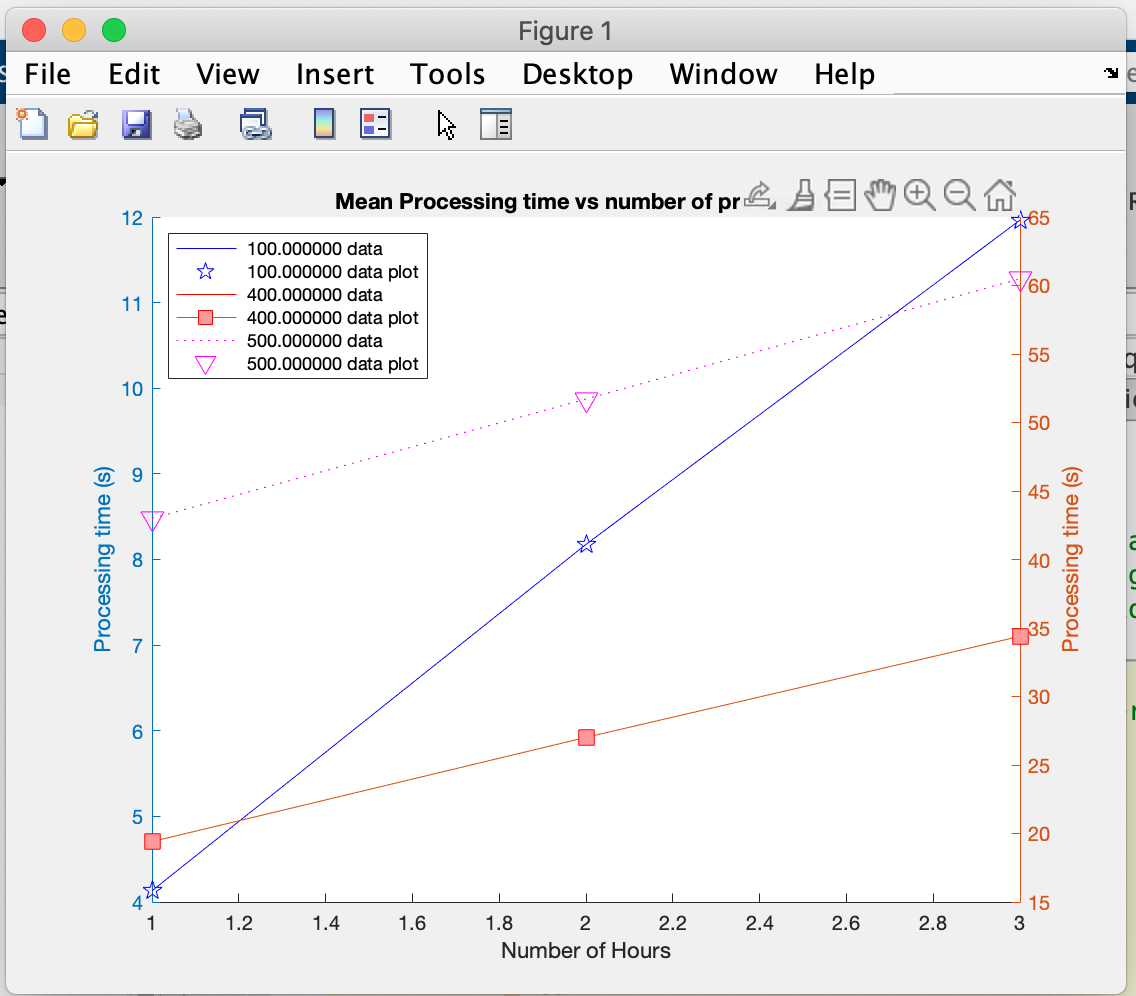 Figure 1
File Edit View Insert Tools Desktop Window Help
Mean Processing time vs number of pr
100.000000 data
100.000000 data plot
400.000000 data
400.000000 data plot
500.000000 data
500.000000 data plot
12
11
10
9
8
7
6
5
4
Processing time (s)
65
60
55
50
45
40
35
30
25
20
15
Processing time (s)
1 1.2 1.4 1.6 1.8 2 2.2 2.4 2.6 2.8 3
Number of Hours